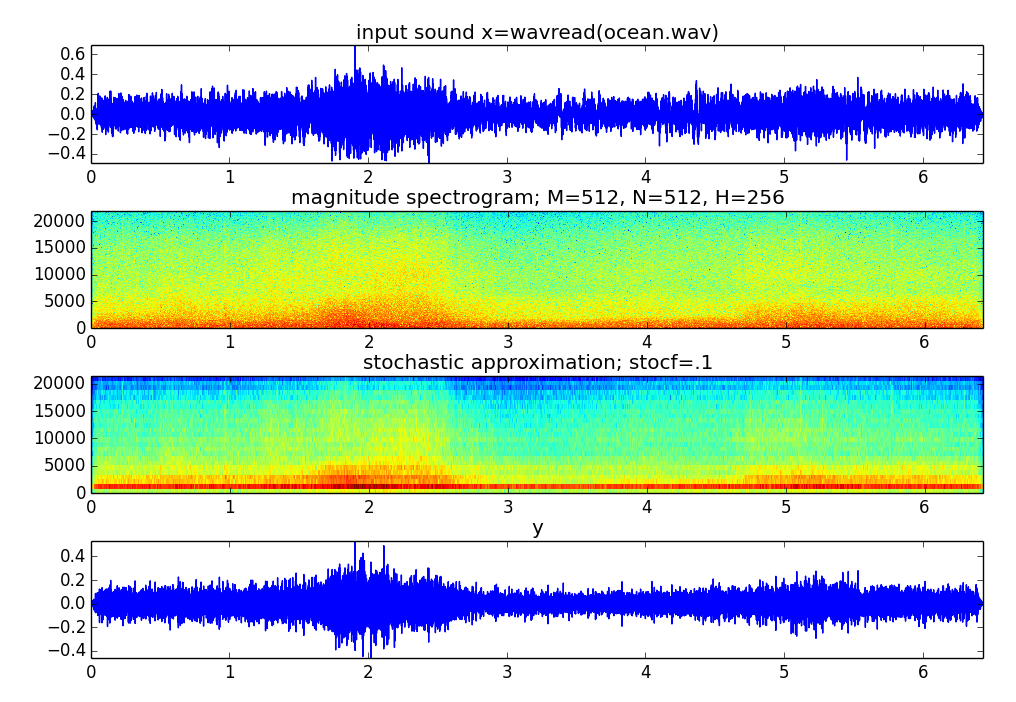 input sound x=wavread(ocean.wav)
0.6
0.4
0.2
0.0
−0.2
−0.4
0 1 2 3 4 5 6
magnitude spectrogram; M=512, N=512, H=256
20000
15000
10000
5000
0
0 1 2 3 4 5 6
stochastic approximation; stocf=.1
20000
15000
10000
5000
0
0 1 2 3 4 5 6
y
0.4
0.2
0.0
−0.2
−0.4
0 1 2 3 4 5 6